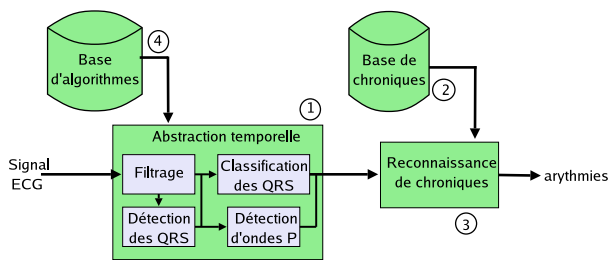 Base
d'algorithmes
4
Base de
chroniques
2
1
Abstraction temporelle
Signal
ECG
Filtrage
Classification
des QRS
Détection
des QRS
Détection
d'ondes P
Reconnaissance
de chroniques
3
arythmies